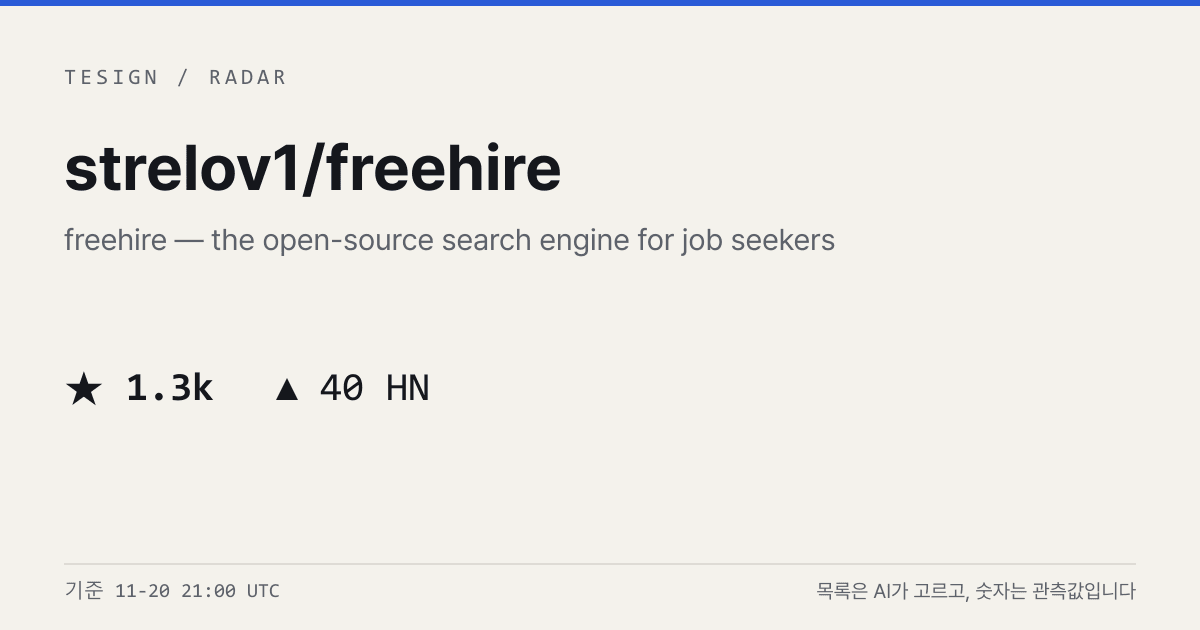 TESIGN / RADAR
strelov1/freehire
freehire — the open-source search engine for job seekers
★ 1.3k ▲ 40 HN
기준 11-20 21:00 UTC
목록은 AI가 고르고, 숫자는 관측값입니다